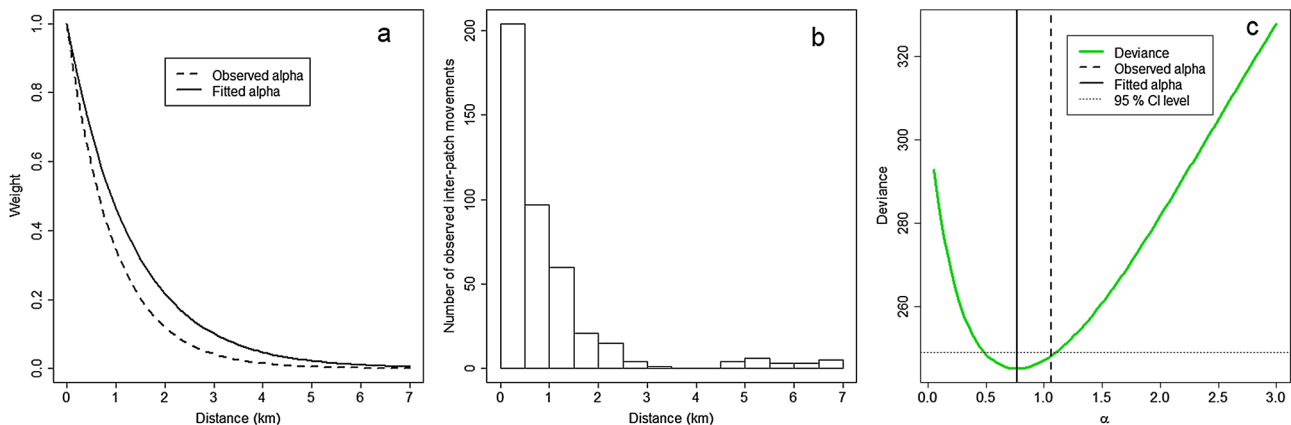 a
Weight
0.0
0.2
0.4
0.6
0.8
1.0
Observed alpha
Fitted alpha
0 1 2 3 4 5 6 7
Distance (km)
b
Number of observed inter-patch movements
0
50
100
150
200
0 1 2 3 4 5 6 7
Distance (km)
c
Deviance
260
280
300
320
Deviance
Observed alpha
Fitted alpha
95 % CI level
0.0 0.5 1.0 1.5 2.0 2.5 3.0
α